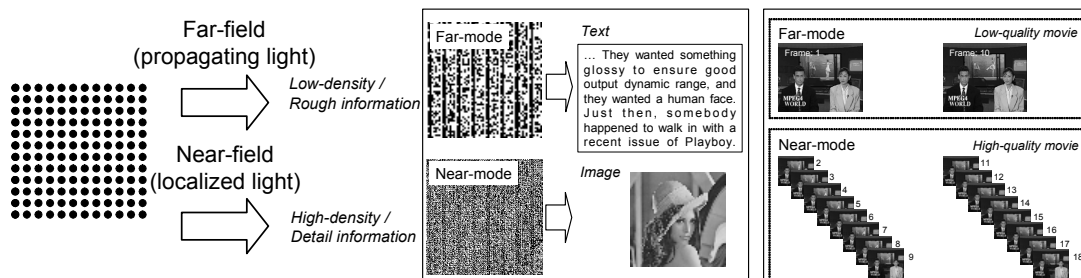 Far-field
(propagating light)
Low-density /
Rough information
Near-field
(localized light)
High-density /
Detail information
Far-mode
Text
… They wanted something
glossy to ensure good
output dynamic range, and
they wanted a human face.
Just then, somebody
happened to walk in with a
recent issue of Playboy.
Near-mode
Image
Far-mode
Low-quality movie
Frame: 1
Frame: 10
MPEG4
WORLD
Near-mode
High-quality movie
2
3
4
5
6
7
8
9
11
12
13
14
15
16
17
18